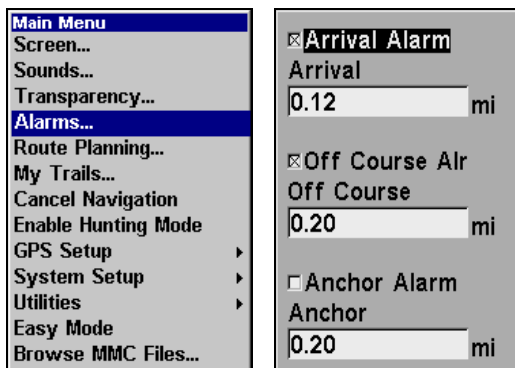 Main Menu
Screen...
Sounds...
Transparency...
Alarms...
Route Planning...
My Trails...
Cancel Navigation
Enable Hunting Mode
GPS Setup
System Setup
Utilities
Easy Mode
Browse MMC Files...
Arrival Alarm
Arrival
0.12 mi
Off Course Alr
Off Course
0.20 mi
Anchor Alarm
Anchor
0.20 mi